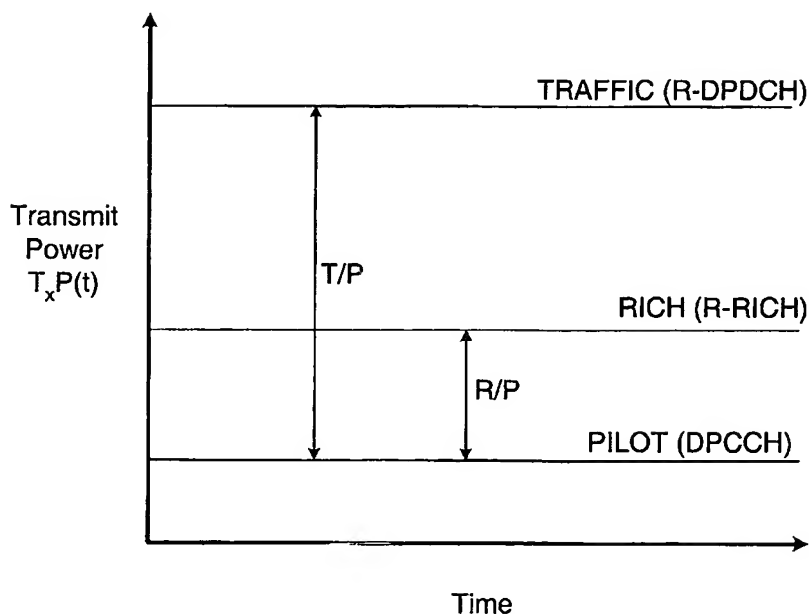 TRAFFIC (R-DPDCH)
Transmit
Power
TxP(t)
T/P
RICH (R-RICH)
R/P
PILOT (DPCCH)
Time